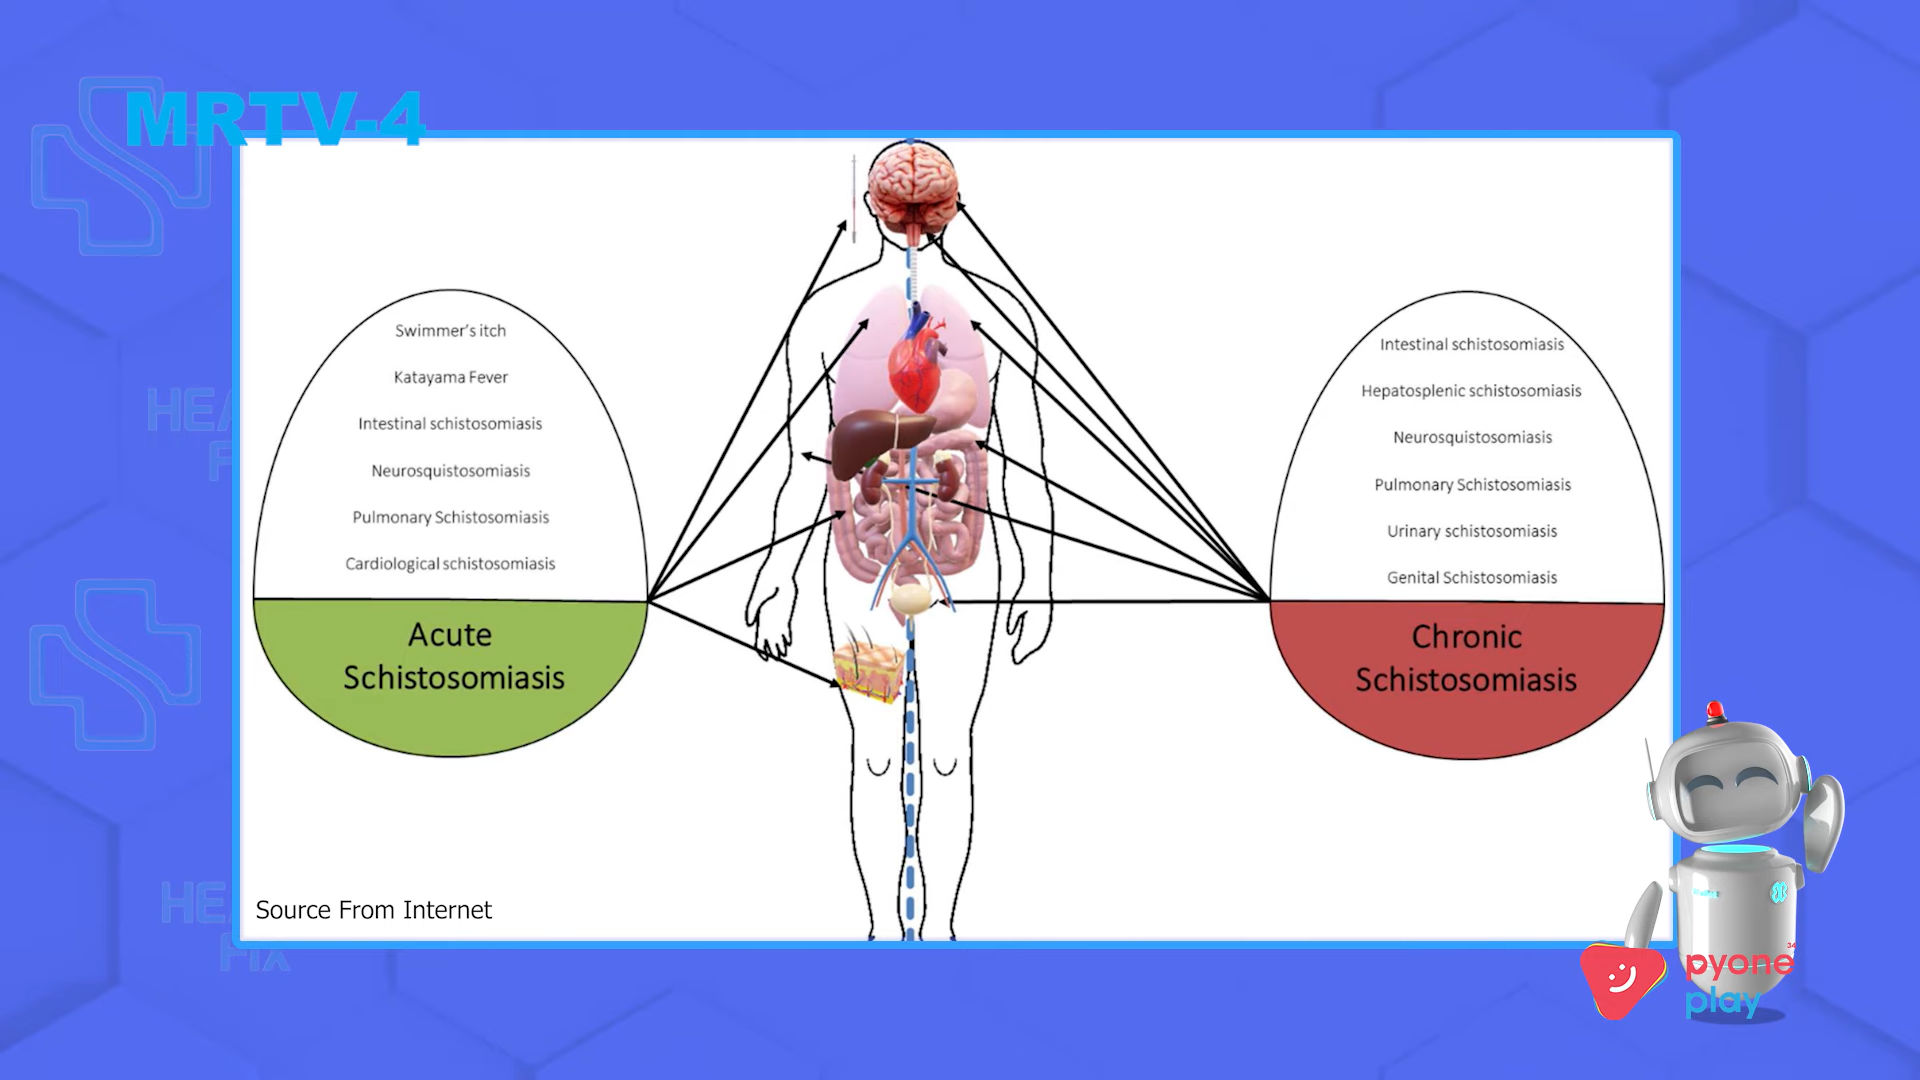 MRTV-4
Swimmer's itch
Katayama Fever
Intestinal schistosomiasis
Neurosquistosomiasis
Pulmonary Schistosomiasis
Cardiological schistosomiasis
Acute
Schistosomiasis
Intestinal schistosomiasis
Hepatosplenic schistosomiasis
Neurosquistosomiasis
Pulmonary Schistosomiasis
Urinary schistosomiasis
Genital Schistosomiasis
Chronic
Schistosomiasis
Source From Internet
pyone
play